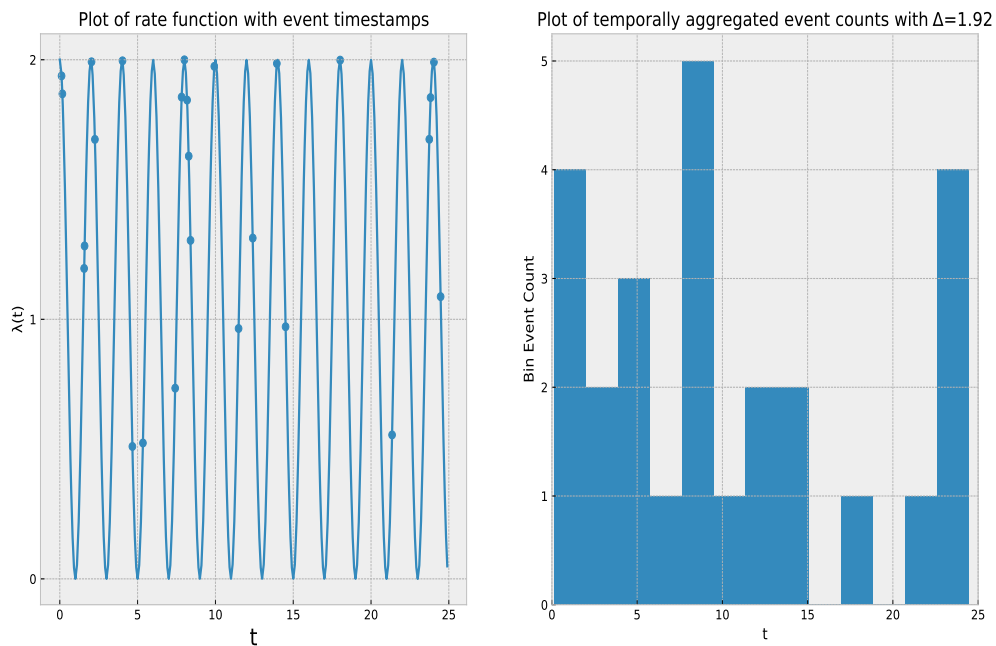 Plot of rate function with event timestamps
2
1
0
λ(t)
0 5 10 15 20 25
t
Plot of temporally aggregated event counts with Δ=1.92
5
4
3
2
1
0
Bin Event Count
0 5 10 15 20 25
t